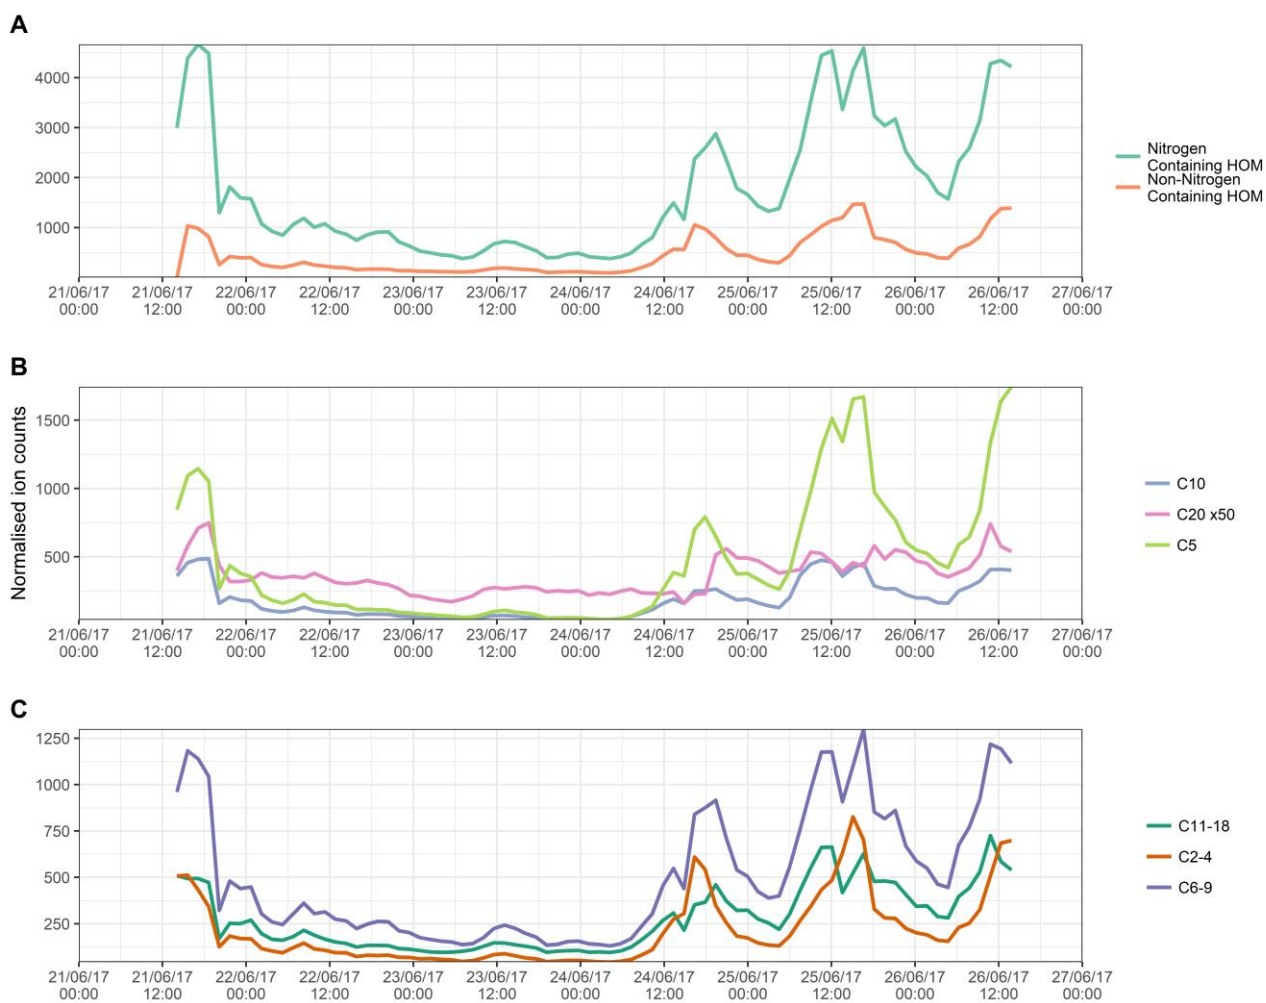 A
4000
3000
2000
1000
21/06/17 21/06/17 22/06/17 22/06/17 23/06/17 23/06/17 24/06/17 24/06/17 25/06/17 25/06/17 26/06/17 26/06/17 27/06/17
00:00 12:00 00:00 12:00 00:00 12:00 00:00 12:00 00:00 12:00 00:00 12:00 00:00
Nitrogen
Containing HOM
Non-Nitrogen
Containing HOM
B
Normalised ion counts
1500
1000
500
21/06/17 21/06/17 22/06/17 22/06/17 23/06/17 23/06/17 24/06/17 24/06/17 25/06/17 25/06/17 26/06/17 26/06/17 27/06/17
00:00 12:00 00:00 12:00 00:00 12:00 00:00 12:00 00:00 12:00 00:00 12:00 00:00
C10
C20 x50
C5
C
1250
1000
750
500
250
21/06/17 21/06/17 22/06/17 22/06/17 23/06/17 23/06/17 24/06/17 24/06/17 25/06/17 25/06/17 26/06/17 26/06/17 27/06/17
00:00 12:00 00:00 12:00 00:00 12:00 00:00 12:00 00:00 12:00 00:00 12:00 00:00
C11-18
C2-4
C6-9